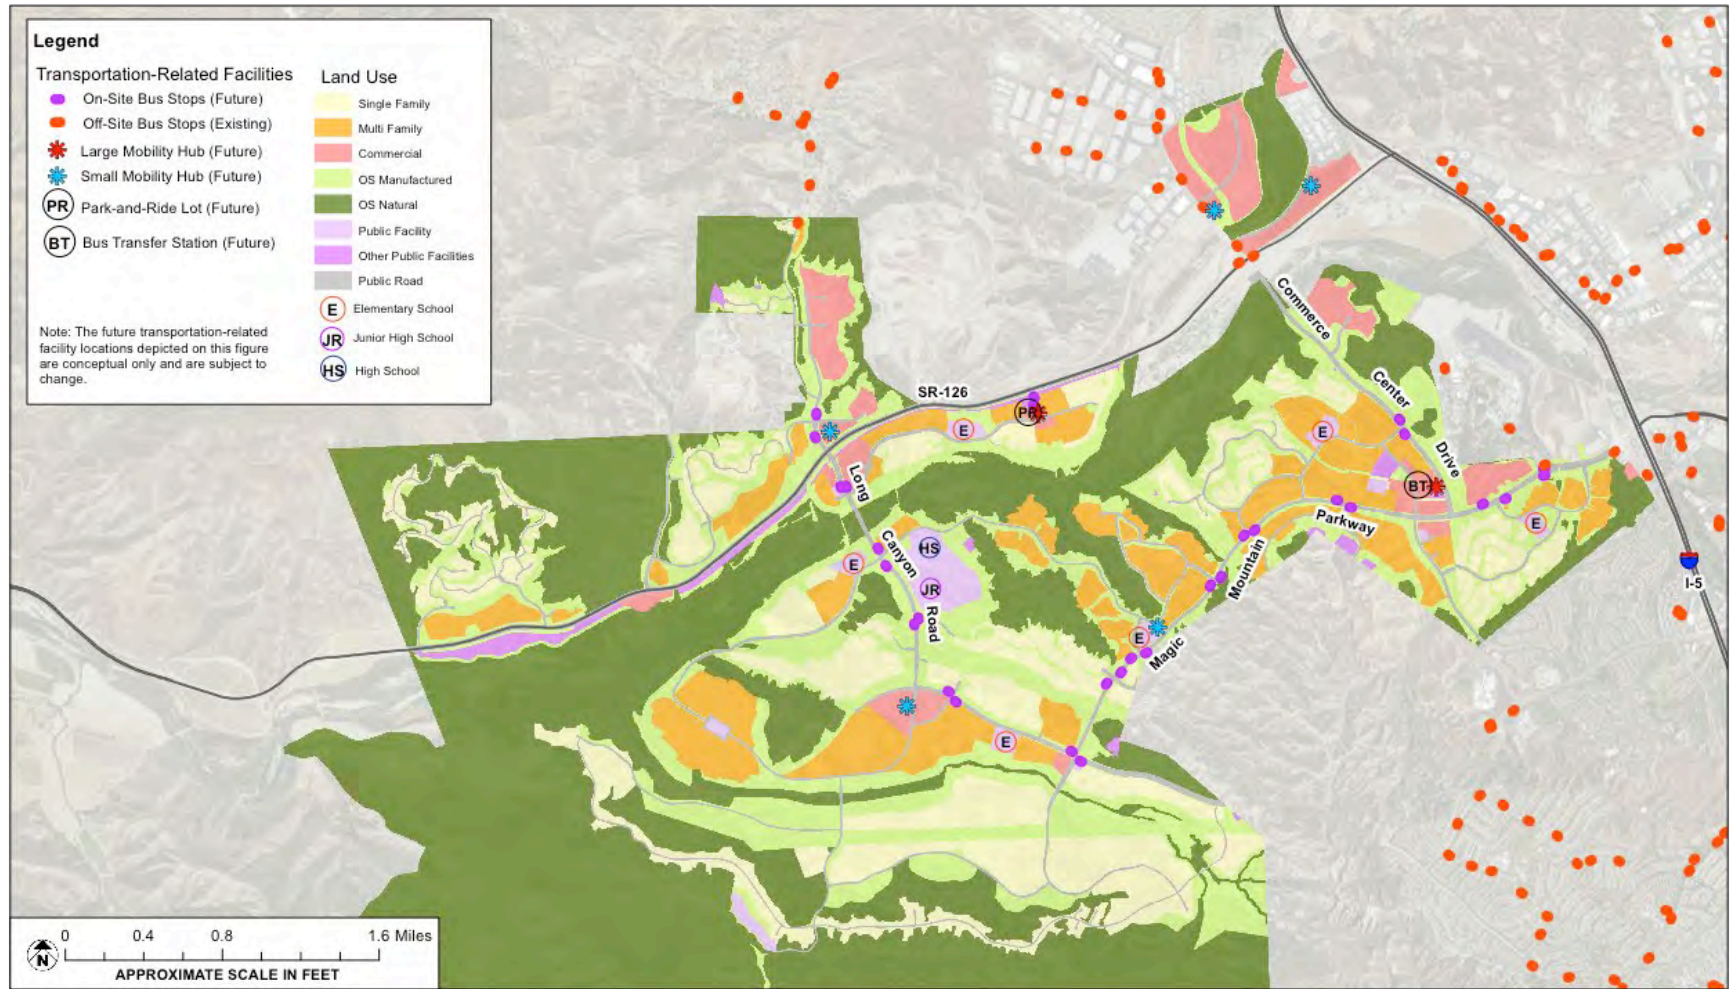 Legend
Transportation-Related Facilities
On-Site Bus Stops (Future)
Off-Site Bus Stops (Existing)
Large Mobility Hub (Future)
Small Mobility Hub (Future)
PR Park-and-Ride Lot (Future)
BT Bus Transfer Station (Future)
Note: The future transportation-related
facility locations depicted on this figure
are conceptual only and are subject to
change.
Land Use
Single Family
Multi Family
Commercial
OS Manufactured
OS Natural
Public Facility
Other Public Facilities
Public Road
E Elementary School
JR Junior High School
HS High School
Commerce
Center
Drive
SR-126
PR
E
E
BT
Long
Canyon
Road
Parkway
Mountain
Magic
E
HS
E
JR
E
E
I-5
0 0.4 0.8 1.6 Miles
N
APPROXIMATE SCALE IN FEET